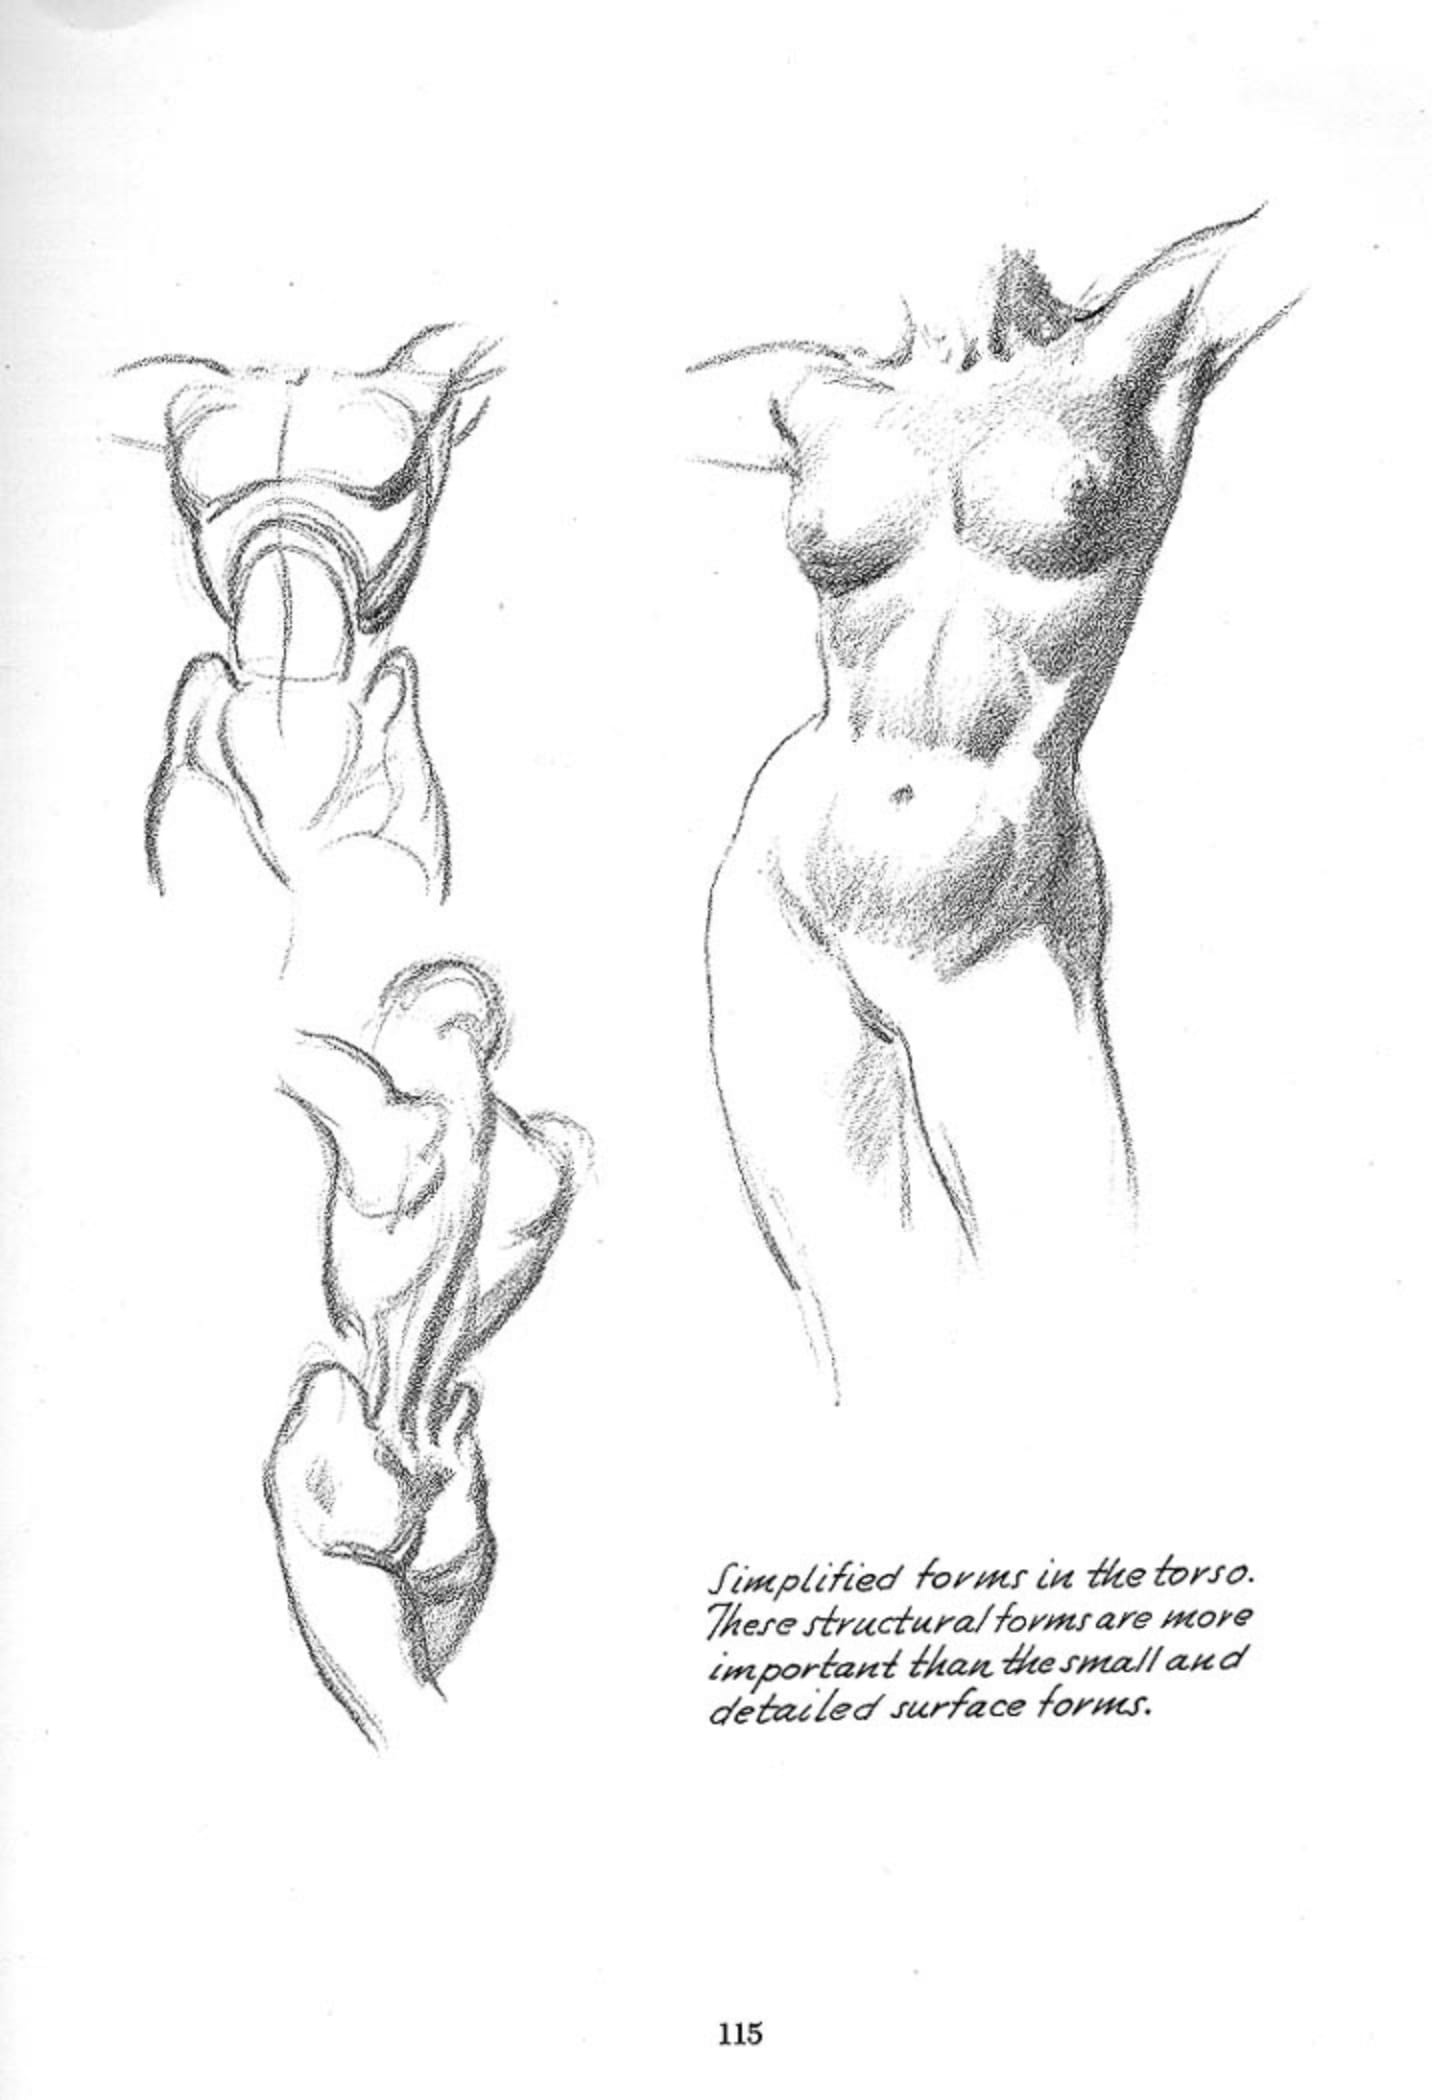 Simplified forms in the torso.
These structural forms are more
important than the small and
detailed surface forms.
115